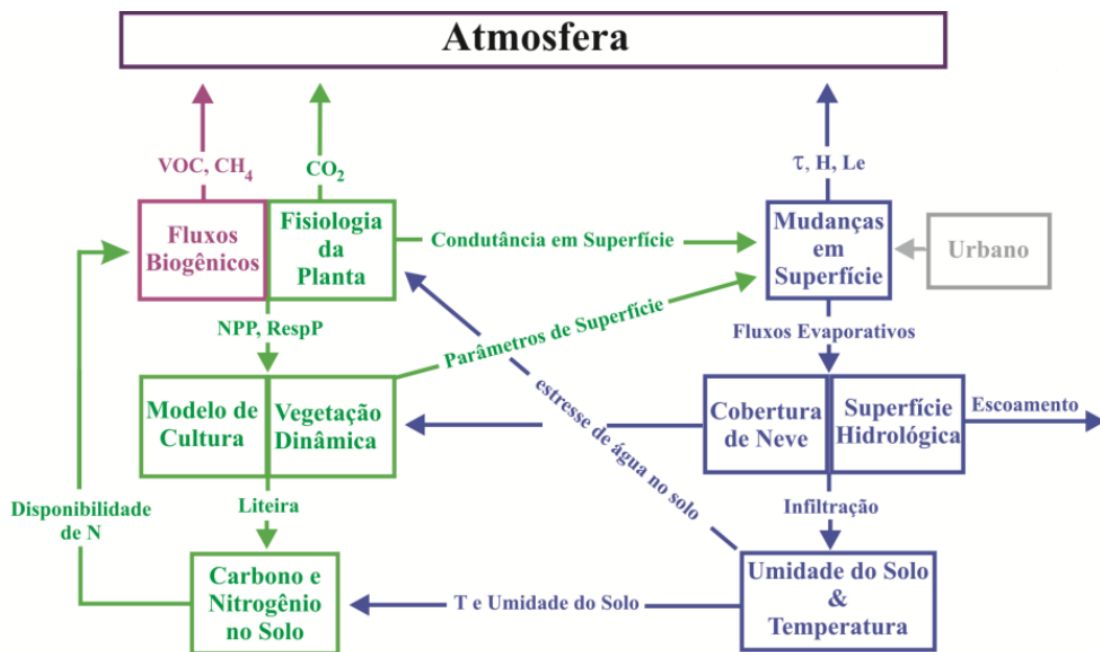 Atmosfera
VOC, CH4
CO2
τ, H, Le
Fluxos
Biogênicos
Fisiologia
da
Planta
Condutância em Superfície
Mudanças
em
Superfície
Urbano
NPP, RespP
Parâmetros de Superfície
Fluxos Evaporativos
Modelo de
Cultura
Vegetação
Dinâmica
estresse de água no solo
Cobertura
de Neve
Superfície
Hidrológica
Escoamento
Disponibilidade
de N
Liteira
Infiltração
Carbono e
Nitrogênio
no Solo
T e Umidade do Solo
Umidade do Solo
&
Temperatura